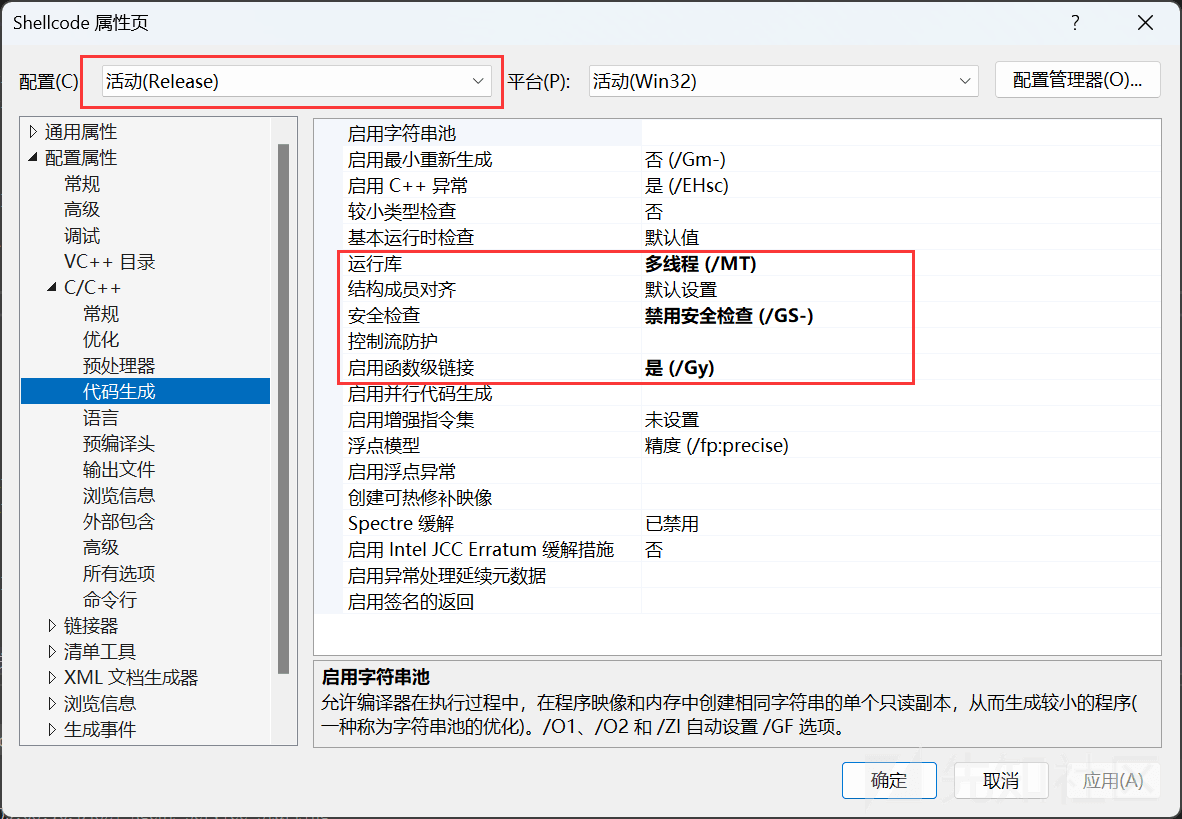 Shellcode 属性页
?
配置(C)
活动(Release)
平台(P):
活动(Win32)
配置管理器(O)...
通用属性
配置属性
常规
高级
调试
VC++ 目录
C/C++
常规
优化
预处理器
代码生成
语言
预编译头
输出文件
浏览信息
外部包含
高级
所有选项
命令行
链接器
清单工具
XML 文档生成器
浏览信息
生成事件
启用字符串池
启用最小重新生成 否 (/Gm-)
启用 C++ 异常 是 (/EHsc)
较小类型检查 否
基本运行时检查 默认值
运行库 多线程 (/MT)
结构成员对齐 默认设置
安全检查 禁用安全检查 (/GS-)
控制流防护
启用函数级链接 是 (/Gy)
启用并行代码生成
启用增强指令集 未设置
浮点模型 精度 (/fp:precise)
启用浮点异常
创建可热修补映像
Spectre 缓解 已禁用
启用 Intel JCC Erratum 缓解措施 否
启用异常处理延续元数据
启用签名的返回
启用字符串池
允许编译器在执行过程中，在程序映像和内存中创建相同字符串的单个只读副本，从而生成较小的程序(
一种称为字符串池的优化)。/O1、/O2 和 /ZI 自动设置 /GF 选项。
确定
取消
应用(A)
先知社区